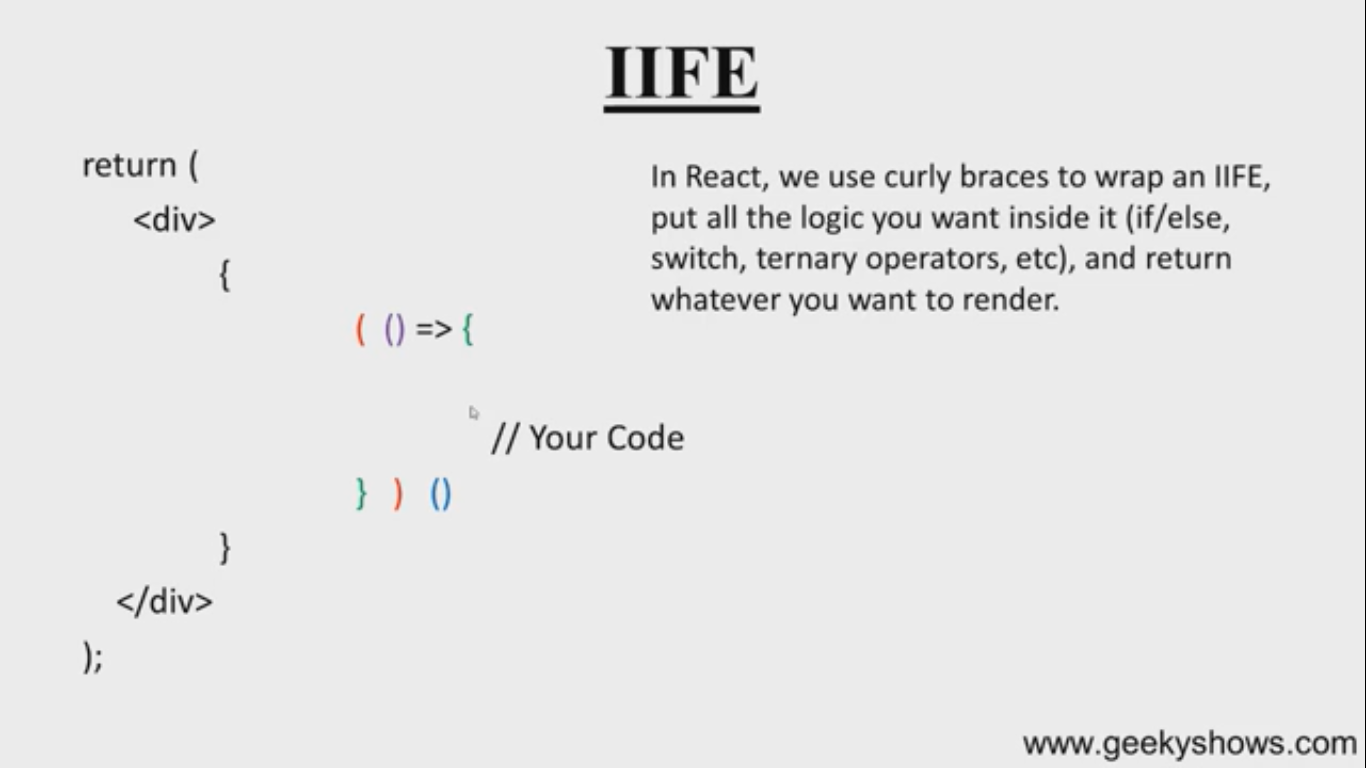 IIFE
return (
<div>
{
( () => {
// Your Code
} ) ()
}
</div>
);
In React, we use curly braces to wrap an IIFE,
put all the logic you want inside it (if/else,
switch, ternary operators, etc), and return
whatever you want to render.
www.geekyshows.com